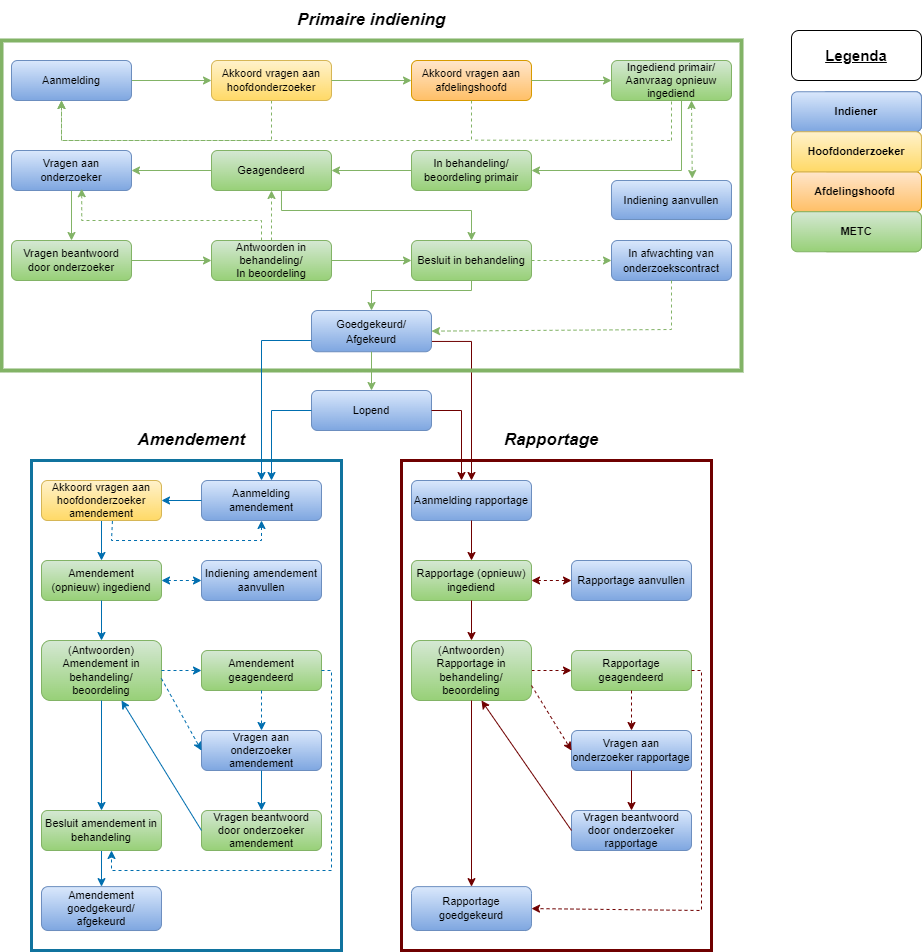 Primaire indiening
Legenda
Indiener
Hoofdonderzoeker
Afdelingshoofd
METC
Aanmelding
Akkoord vragen aan
hoofdonderzoeker
Akkoord vragen aan
afdelingshoofd
Ingediend primair/
Aanvraag opnieuw
ingediend
Vragen aan
onderzoeker
Geagendeerd
In behandeling/
beoordeling primair
Indiening aanvullen
Vragen beantwoord
door onderzoeker
Antwoorden in
behandeling/
In beoordeling
Besluit in behandeling
In afwachting van
onderzoekscontract
Goedgekeurd/
Afgekeurd
Lopend
Amendement
Akkoord vragen aan
hoofdonderzoeker
amendement
Aanmelding
amendement
Amendement
(opnieuw) ingediend
Indiening amendement
aanvullen
(Antwoorden)
Amendement in
behandeling/
beoordeling
Amendement
geagendeerd
Vragen aan
onderzoeker
amendement
Besluit amendement in
behandeling
Vragen beantwoord
door onderzoeker
amendement
Amendement
goedgekeurd/
afgekeurd
Rapportage
Aanmelding rapportage
Rapportage (opnieuw)
ingediend
Rapportage aanvullen
(Antwoorden)
Rapportage in
behandeling/
beoordeling
Rapportage
geagendeerd
Vragen aan
onderzoeker rapportage
Vragen beantwoord
door onderzoeker
rapportage
Rapportage
goedgekeurd